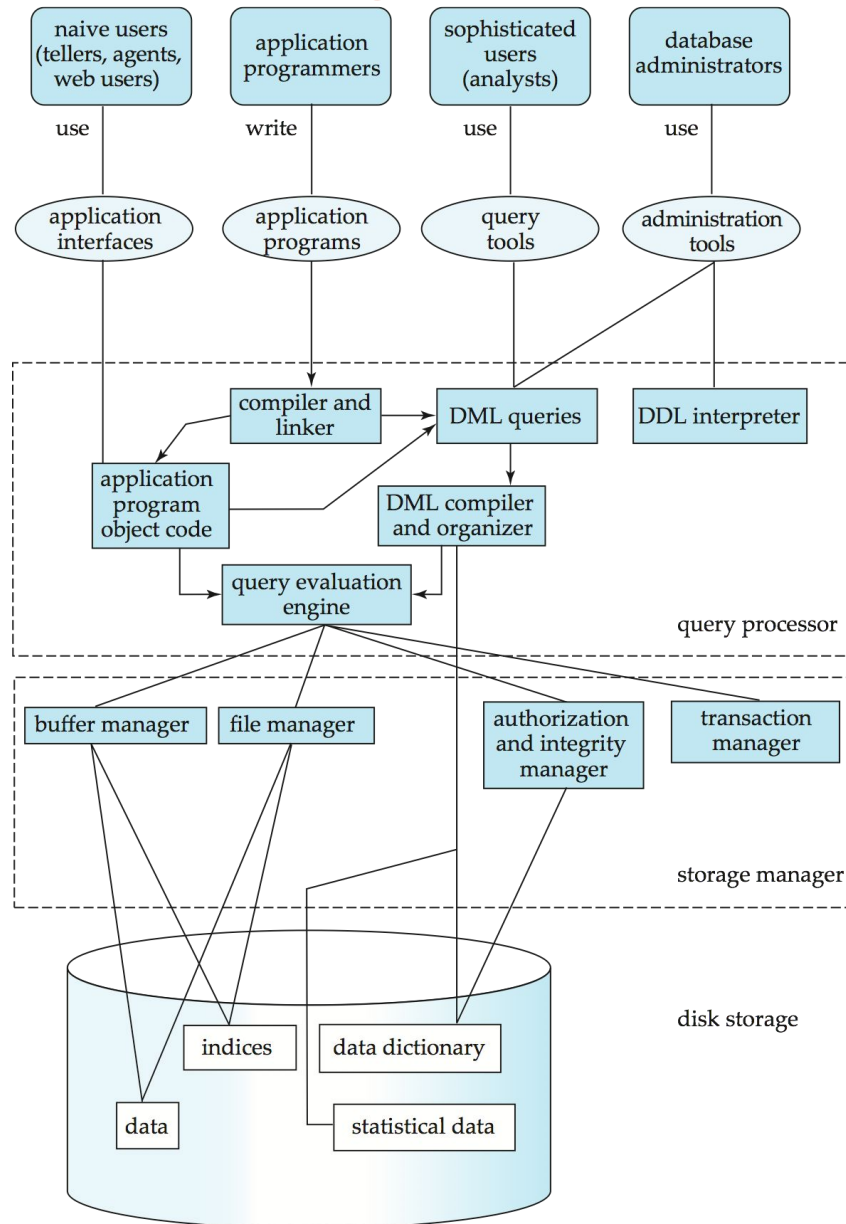 naive users
(tellers, agents,
web users)
application
programmers
sophisticated
users
(analysts)
database
administrators
use
write
use
use
application
interfaces
application
programs
query
tools
administration
tools
compiler and
linker
DML queries
DDL interpreter
application
program
object code
DML compiler
and organizer
query evaluation
engine
query processor
buffer manager
file manager
authorization
and integrity
manager
transaction
manager
storage manager
disk storage
indices
data dictionary
data
statistical data